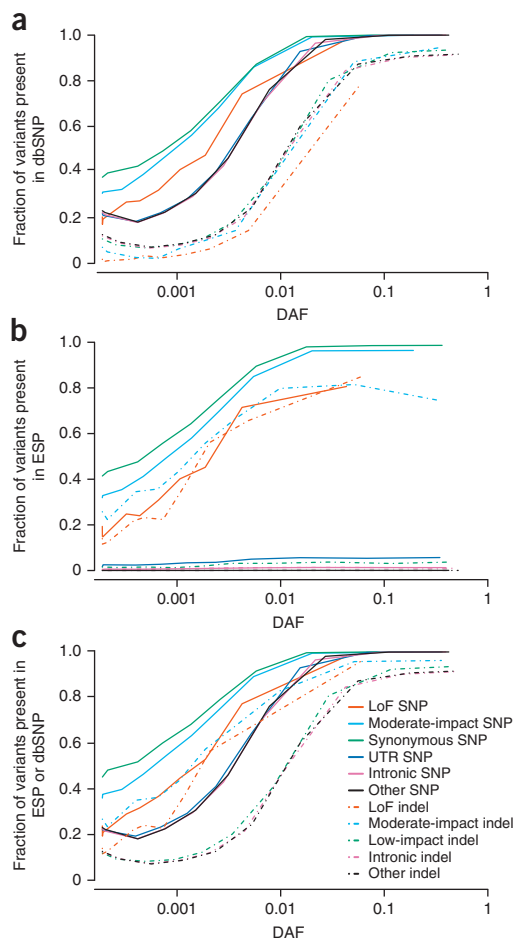 a
Fraction of variants present
in dbSNP
1.0
0.8
0.6
0.4
0.2
0
0.001
0.01
0.1
1
DAF
b
Fraction of variants present
in ESP
1.0
0.8
0.6
0.4
0.2
0
0.001
0.01
0.1
1
DAF
c
Fraction of variants present in
ESP or dbSNP
1.0
0.8
0.6
0.4
0.2
0
LoF SNP
Moderate-impact SNP
Synonymous SNP
UTR SNP
Intronic SNP
Other SNP
LoF indel
Moderate-impact indel
Low-impact indel
Intronic indel
Other indel
0.001
0.01
0.1
1
DAF